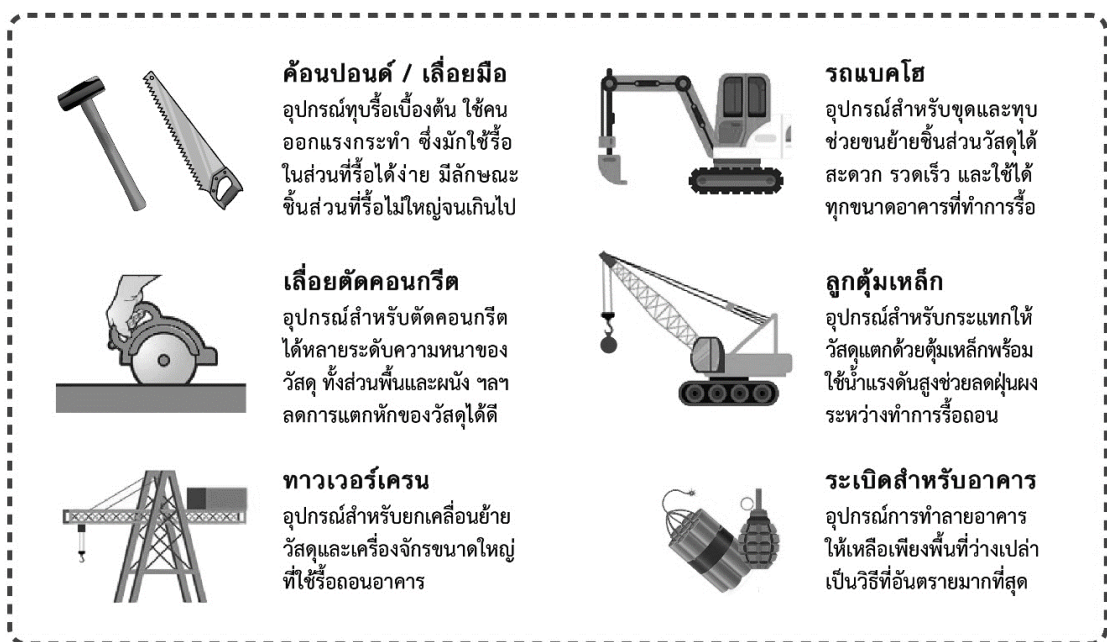 ค้อนปอนด์ / เลื่อยมือ
อุปกรณ์ทุบรื้อเบื้องต้น ใช้คน
ออกแรงกระทำ ซึ่งมักใช้รื้อ
ในส่วนที่รื้อได้ง่าย มีลักษณะ
ชิ้นส่วนที่รื้อไม่ใหญ่จนเกินไป
รถแบคโฮ
อุปกรณ์สำหรับขุดและทุบ
ช่วยขนย้ายชิ้นส่วนวัสดุได้
สะดวก รวดเร็ว และใช้ได้
ทุกขนาดอาคารที่ทำการรื้อ
เลื่อยตัดคอนกรีต
อุปกรณ์สำหรับตัดคอนกรีต
ได้หลายระดับความหนาของ
วัสดุ ทั้งส่วนพื้นและผนัง ฯลฯ
ลดการแตกหักของวัสดุได้ดี
ลูกตุ้มเหล็ก
อุปกรณ์สำหรับกระแทกให้
วัสดุแตกด้วยตุ้มเหล็กพร้อม
ใช้น้ำแรงดันสูงช่วยลดฝุ่นผง
ระหว่างทำการรื้อถอน
ทาวเวอร์เครน
อุปกรณ์สำหรับยกเคลื่อนย้าย
วัสดุและเครื่องจักรขนาดใหญ่
ที่ใช้รื้อถอนอาคาร
ระเบิดสำหรับอาคาร
อุปกรณ์การทำลายอาคาร
ให้เหลือเพียงพื้นที่ว่างเปล่า
เป็นวิธีที่อันตรายมากที่สุด